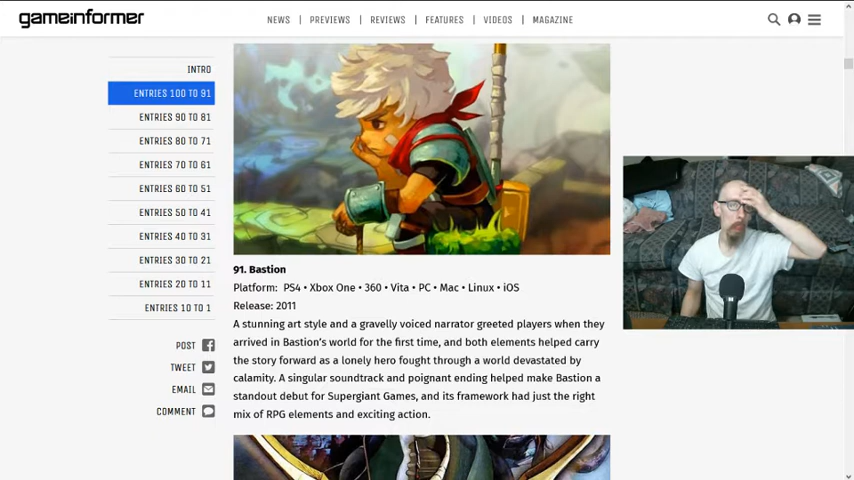 gameinformer
NEWS | PREVIEWS | REVIEWS | FEATURES | VIDEOS | MAGAZINE
INTRO
ENTRIES 100 TO 91
ENTRIES 90 TO 81
ENTRIES 80 TO 71
ENTRIES 70 TO 61
ENTRIES 60 TO 51
ENTRIES 50 TO 41
ENTRIES 40 TO 31
ENTRIES 30 TO 21
ENTRIES 20 TO 11
ENTRIES 10 TO 1
POST
TWEET
EMAIL
COMMENT
91. Bastion
Platform: PS4 • Xbox One • 360 • Vita • PC • Mac • Linux • iOS
Release: 2011
A stunning art style and a gravelly voiced narrator greeted players when they
arrived in Bastion's world for the first time, and both elements helped carry
the story forward as a lonely hero fought through a world devastated by
calamity. A singular soundtrack and poignant ending helped make Bastion a
standout debut for Supergiant Games, and its framework had just the right
mix of RPG elements and exciting action.